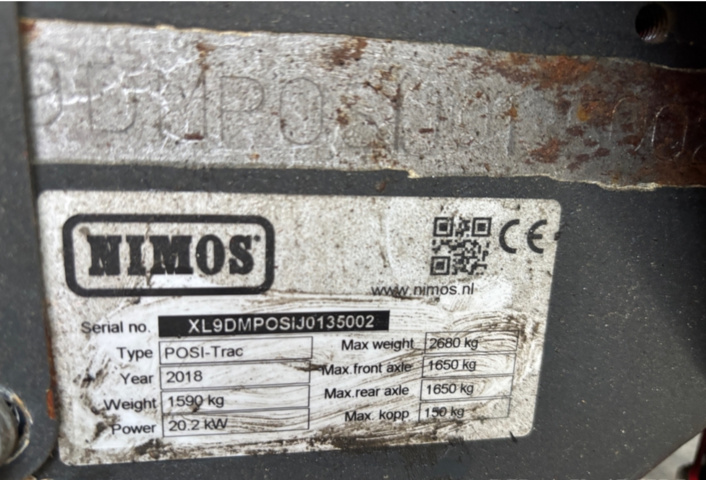 NIMOS
CE
www.nimos.nl
Serial no. XL9DMPOSIJ0135002
Type POSI-Trac
Year 2018
Weight 1590 kg
Power 20.2 kW
Max weight 2680 kg
Max.front axle 1650 kg
Max.rear axle 1650 kg
Max. kopp 150 kg